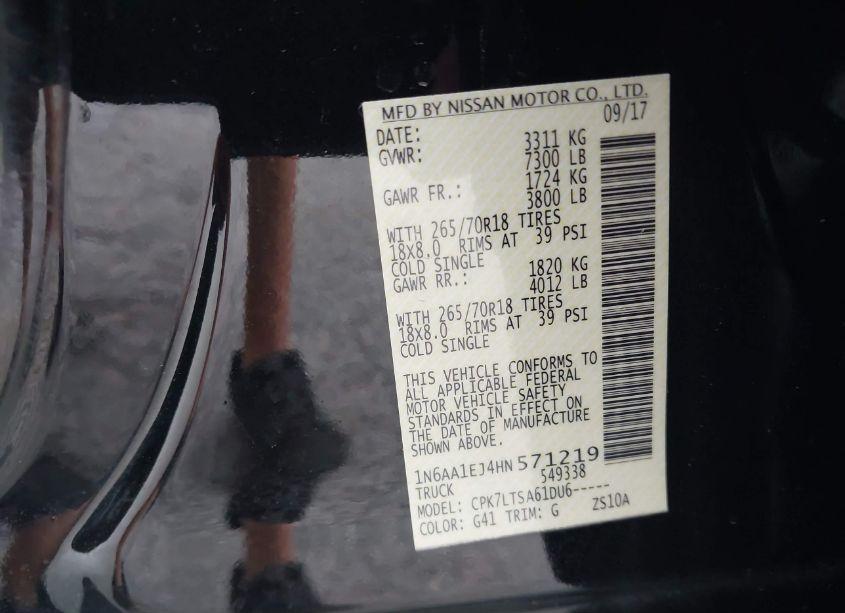 MFD BY NISSAN MOTOR CO., LTD.
DATE: 09/17
GVWR: 3311 KG
7300 LB
GAWR FR.: 1724 KG
3800 LB
WITH 265/70R18 TIRES
18X8.0 RIMS AT 39 PSI
COLD SINGLE
GAWR RR.: 1820 KG
4012 LB
WITH 265/70R18 TIRES
18X8.0 RIMS AT 39 PSI
COLD SINGLE
THIS VEHICLE CONFORMS TO
ALL APPLICABLE FEDERAL
MOTOR VEHICLE SAFETY
STANDARDS IN EFFECT ON
THE DATE OF MANUFACTURE
SHOWN ABOVE.
1N6AA1EJ4HN571219
TRUCK 549338
MODEL: CPK7LTSA61DU6-----
COLOR: G41 TRIM: G ZS10A